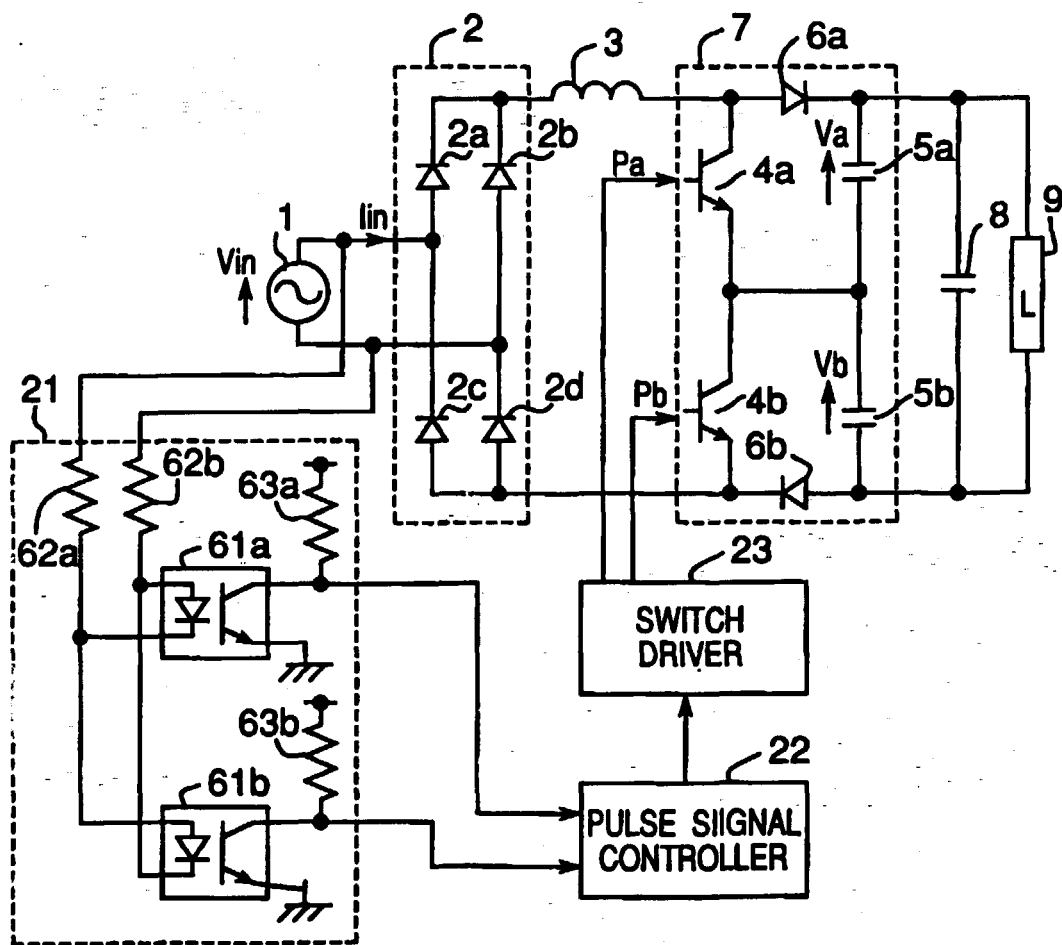 2
3
7
6a
2a
2b
Va
5a
Pa
4a
1
Iin
Vin
8
9
L
2c
2d
Pb
4b
Vb
5b
6b
21
62b
63a
62a
61a
23
SWITCH
DRIVER
63b
61b
22
PULSE SIIGNAL
CONTROLLER